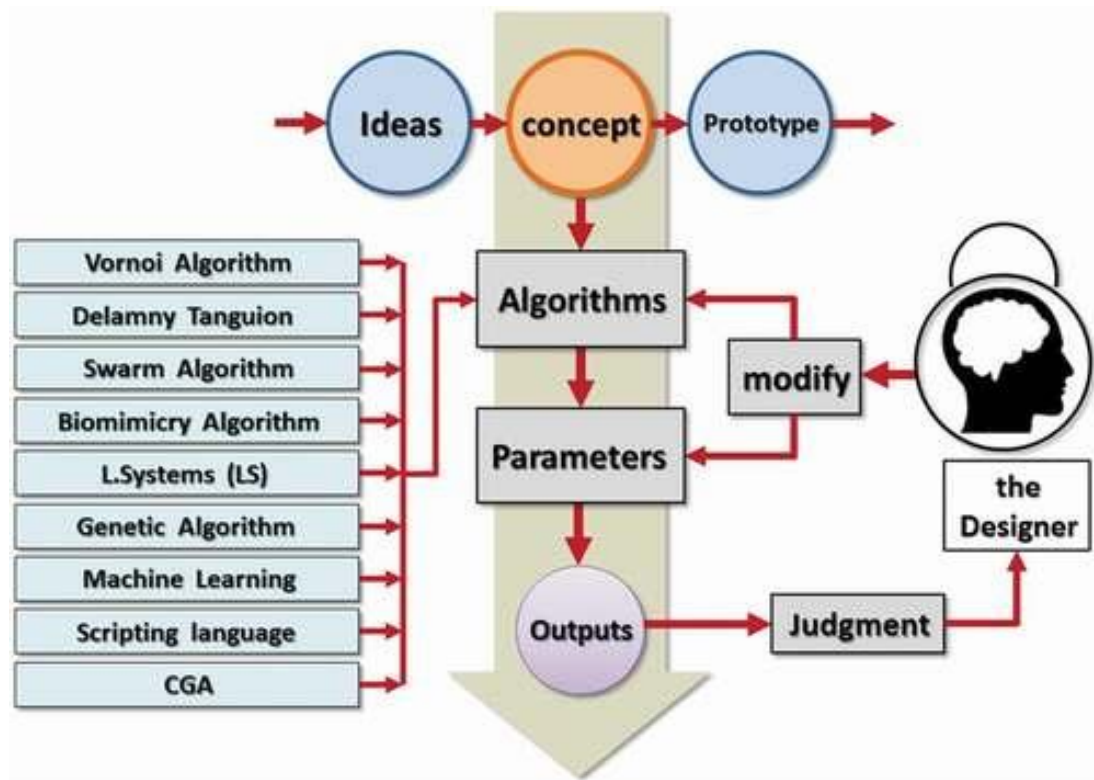 Ideas
concept
Prototype
Vornoi Algorithm
Delamny Tanguion
Swarm Algorithm
Biomimicry Algorithm
L.Systems (LS)
Genetic Algorithm
Machine Learning
Scripting language
CGA
Algorithms
Parameters
Outputs
modify
the
Designer
Judgment